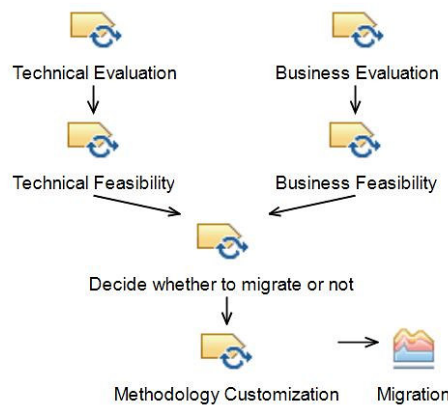 Technical Evaluation
Business Evaluation
Technical Feasibility
Business Feasibility
Decide whether to migrate or not
Methodology Customization
Migration